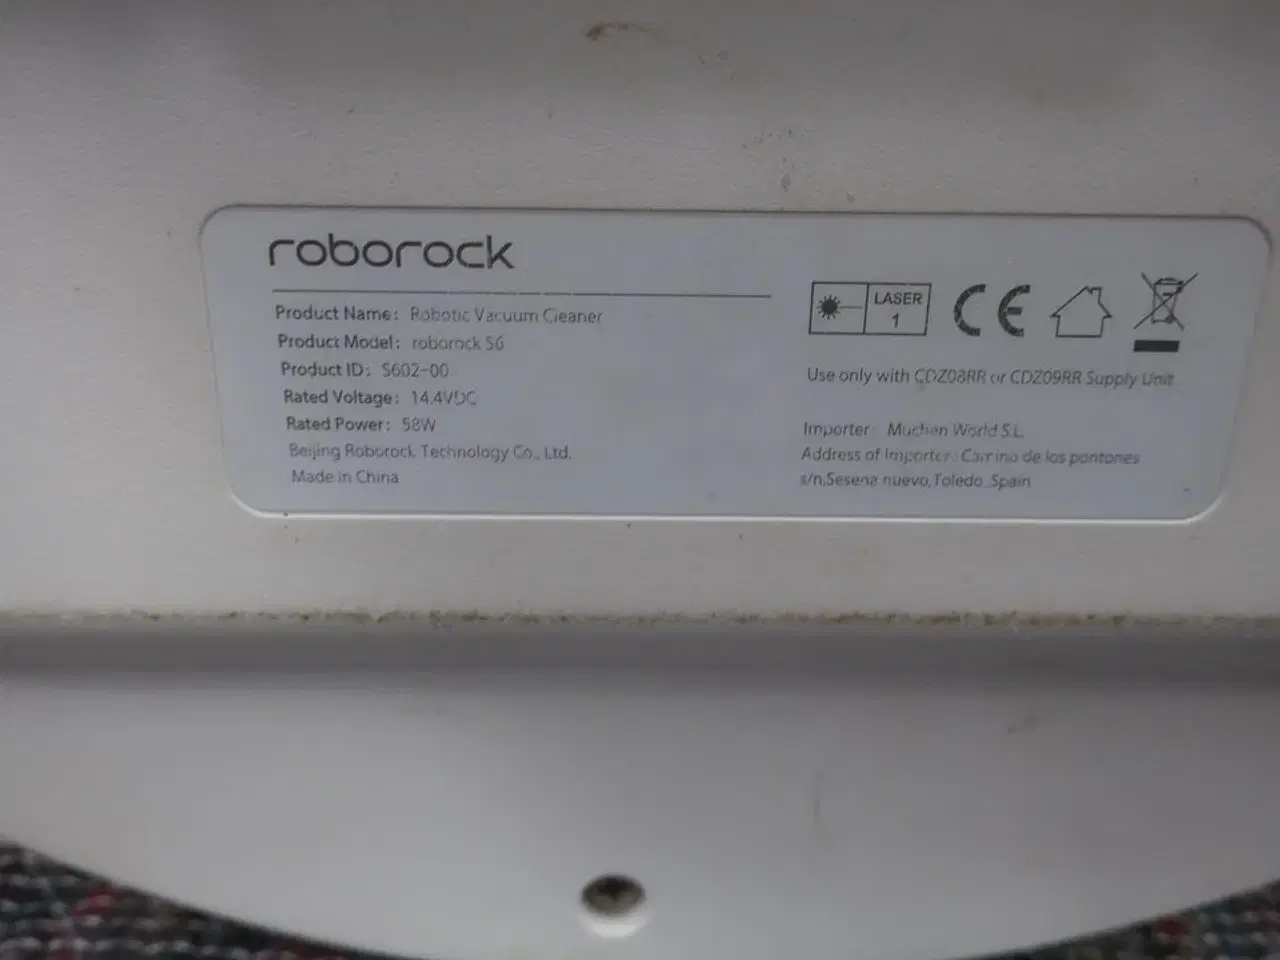 roborock
Product Name: Robotic Vacuum Cleaner
Product Model: roborock S6
Product ID: S602-00
Rated Voltage: 14.4VDC
Rated Power: 58W
Beijing Roborock Technology Co., Ltd.
Made in China
LASER
1
CE
Use only with CDZ08RR or CDZ09RR Supply Unit
Importer: Muchen World S.L.
Address of Importer: Camino de los pontones
s/n,Sesena nuevo,Toledo ,Spain